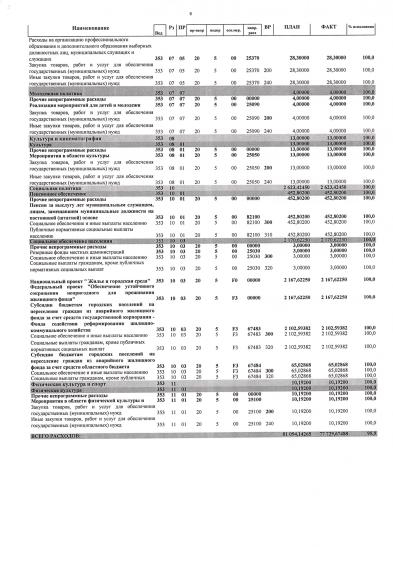 6
Наименование Вед Рз ПР пр-напр подпр осн.мер. напр. расх ВР ПЛАН ФАКТ % исполнения
Расходы на организацию профессионального
образования и дополнительного образования выборных
должностных лиц, муниципальных служащих и
служащих 353 07 05 20 5 00 25370 28,30000 28,30000 100,0
Закупка товаров, работ и услуг для обеспечения
государственных (муниципальных) нужд 353 07 05 20 5 00 25370 200 28,30000 28,30000 100,0
Иные закупки товаров, работ и услуг для обеспечения
государственных (муниципальных) нужд 353 07 05 20 5 00 25370 240 28,30000 28,30000 100,0
Молодежная политика 353 07 07 4,00000 4,00000 100,0
Прочие непрограммные расходы 353 07 07 20 5 00 00000 4,00000 4,00000 100,0
Реализация мероприятий для детей и молодежи 353 07 07 20 5 00 25090 4,00000 4,00000 100,0
Закупка товаров, работ и услуг для обеспечения
государственных (муниципальных) нужд 353 07 07 20 5 00 25090 200 4,00000 4,00000 100,0
Иные закупки товаров, работ и услуг для обеспечения
государственных (муниципальных) нужд 353 07 07 20 5 00 25090 240 4,00000 4,00000 100,0
Культура и кинематография 353 08 13,00000 13,00000 100,0
Культура 353 08 01 13,00000 13,00000 100,0
Прочие непрограммные расходы 353 08 01 20 5 00 00000 13,00000 13,00000 100,0
Мероприятия в области культуры 353 08 01 20 5 00 25050 13,00000 13,00000 100,0
Закупка товаров, работ и услуг для обеспечения
государственных (муниципальных) нужд 353 08 01 20 5 00 25050 200 13,00000 13,00000 100,0
Иные закупки товаров, работ и услуг для обеспечения
государственных (муниципальных) нужд 353 08 01 20 5 00 25050 240 13,00000 13,00000 100,0
Социальная политика 353 10 2 623,42450 2 623,42450 100,0
Пенсионное обеспечение 353 10 01 452,80200 452,80200 100,0
Прочие непрограммные расходы 353 10 01 20 5 00 00000 452,80200 452,80200 100,0
Пенсия за выслугу лет муниципальным служащим,
лицам, замещавшим муниципальные должности на
постоянной (штатной) основе 353 10 01 20 5 00 82100 452,80200 452,80200 100,0
Социальное обеспечение и иные выплаты населению 353 10 01 20 5 00 82100 300 452,80200 452,80200 100,0
Публичные нормативные социальные выплаты
населению 353 10 01 20 5 00 82100 310 452,80200 452,80200 100,0
Социальное обеспечение населения 353 10 03 2 170,62250 2 170,62250 100,0
Прочие непрограммные расходы 353 10 03 20 5 00 00000 3,00000 3,00000 100,0
Резервные фонды местных администраций 353 10 03 20 5 00 25030 3,00000 3,00000 100,0
Социальное обеспечение и иные выплаты населению 353 10 03 20 5 00 25030 300 3,00000 3,00000 100,0
Социальные выплаты гражданам, кроме публичных
нормативных социальных выплат 353 10 03 20 5 00 25030 320 3,00000 3,00000 100,0
Национальный проект "Жилье и городская среда" 353 10 03 20 5 F0 00000 2 167,62250 2 167,62250 100,0
Федеральный проект "Обеспечение устойчивого
сокращения непригодного для проживания
жилищного фонда" 353 10 03 20 5 F3 00000 2 167,62250 2 167,62250 100,0
Субсидии бюджетам городских поселений на
переселение граждан из аварийного жилищного
фонда за счет средств государственной корпорации -
Фонда содействия реформированию жилищно-
коммунального хозяйства 353 10 03 20 5 F3 67483 2 102,59382 2 102,59382 100,0
Социальное обеспечение и иные выплаты населению 353 10 03 20 5 F3 67483 300 2 102,59382 2 102,59382 100,0
Социальные выплаты гражданам, кроме публичных
нормативных социальных выплат 353 10 03 20 5 F3 67483 320 2 102,59382 2 102,59382 100,0
Субсидии бюджетам городских поселений на
переселение граждан из аварийного жилищного
фонда за счет средств областного бюджета 353 10 03 20 5 F3 67484 65,02868 65,02868 100,0
Социальное обеспечение и иные выплаты населению 353 10 03 20 5 F3 67484 300 65,02868 65,02868 100,0
Социальные выплаты гражданам, кроме публичных 353 10 03 20 5 F3 67484 320 65,02868 65,02868 100,0
Физическая культура и спорт 353 11 10,19200 10,19200 100,0
Физическая культура 353 11 01 10,19200 10,19200 100,0
Прочие непрограммные расходы 353 11 01 20 5 00 00000 10,19200 10,19200 100,0
Мероприятия в области физической культуры и 353 11 01 20 5 00 25100 10,19200 10,19200 100,0
Закупка товаров, работ и услуг для обеспечения
государственных (муниципальных) нужд 353 11 01 20 5 00 25100 200 10,19200 10,19200 100,0
Иные закупки товаров, работ и услуг для обеспечения
государственных (муниципальных) нужд 353 11 01 20 5 00 25100 240 10,19200 10,19200 100,0
ВСЕГО РАСХОДОВ: